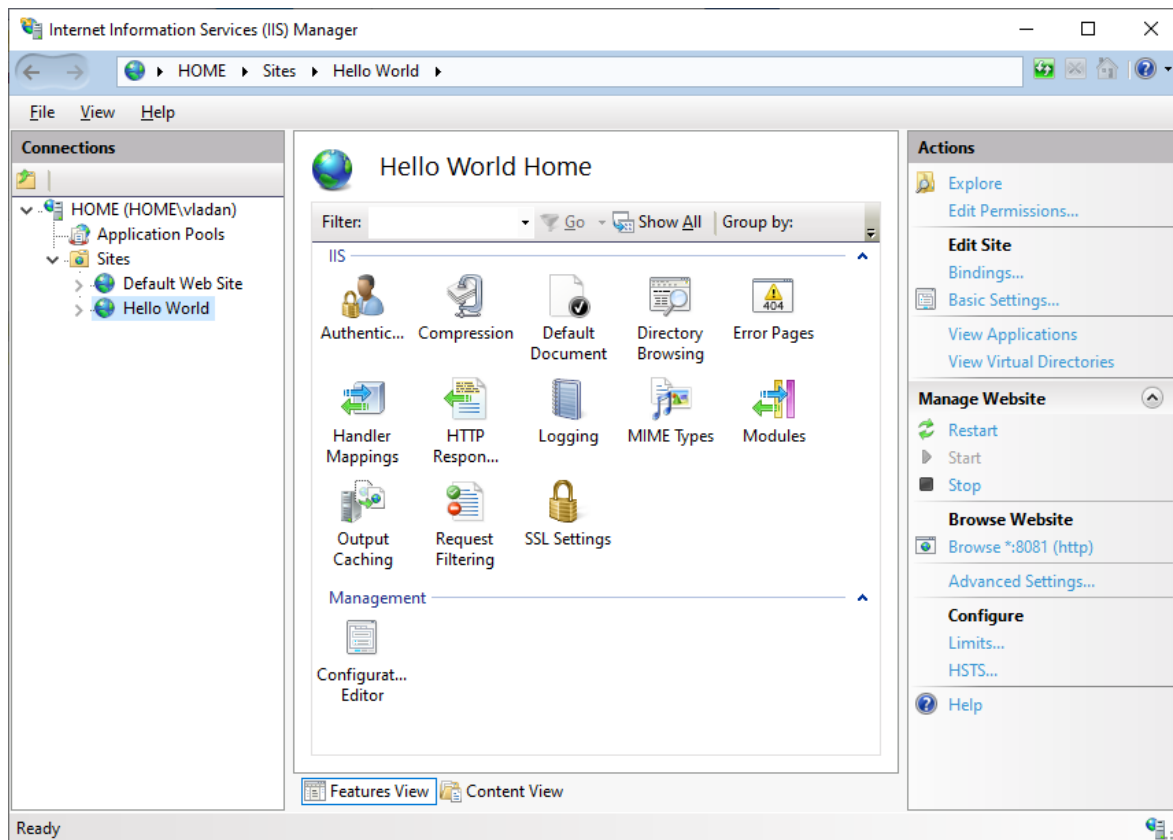 Internet Information Services (IIS) Manager
HOME Sites Hello World
File View Help
Connections
HOME (HOME\vladan)
Application Pools
Sites
Default Web Site
Hello World
Hello World Home
Filter: Go Show All Group by:
IIS
Authentic... Compression Default Document Directory Browsing Error Pages
404
Handler Mappings HTTP Respon... Logging MIME Types Modules
Output Caching Request Filtering SSL Settings
Management
Configurat... Editor
Features View Content View
Actions
Explore
Edit Permissions...
Edit Site
Bindings...
Basic Settings...
View Applications
View Virtual Directories
Manage Website
Restart
Start
Stop
Browse Website
Browse *:8081 (http)
Advanced Settings...
Configure
Limits...
HSTS...
Help
Ready